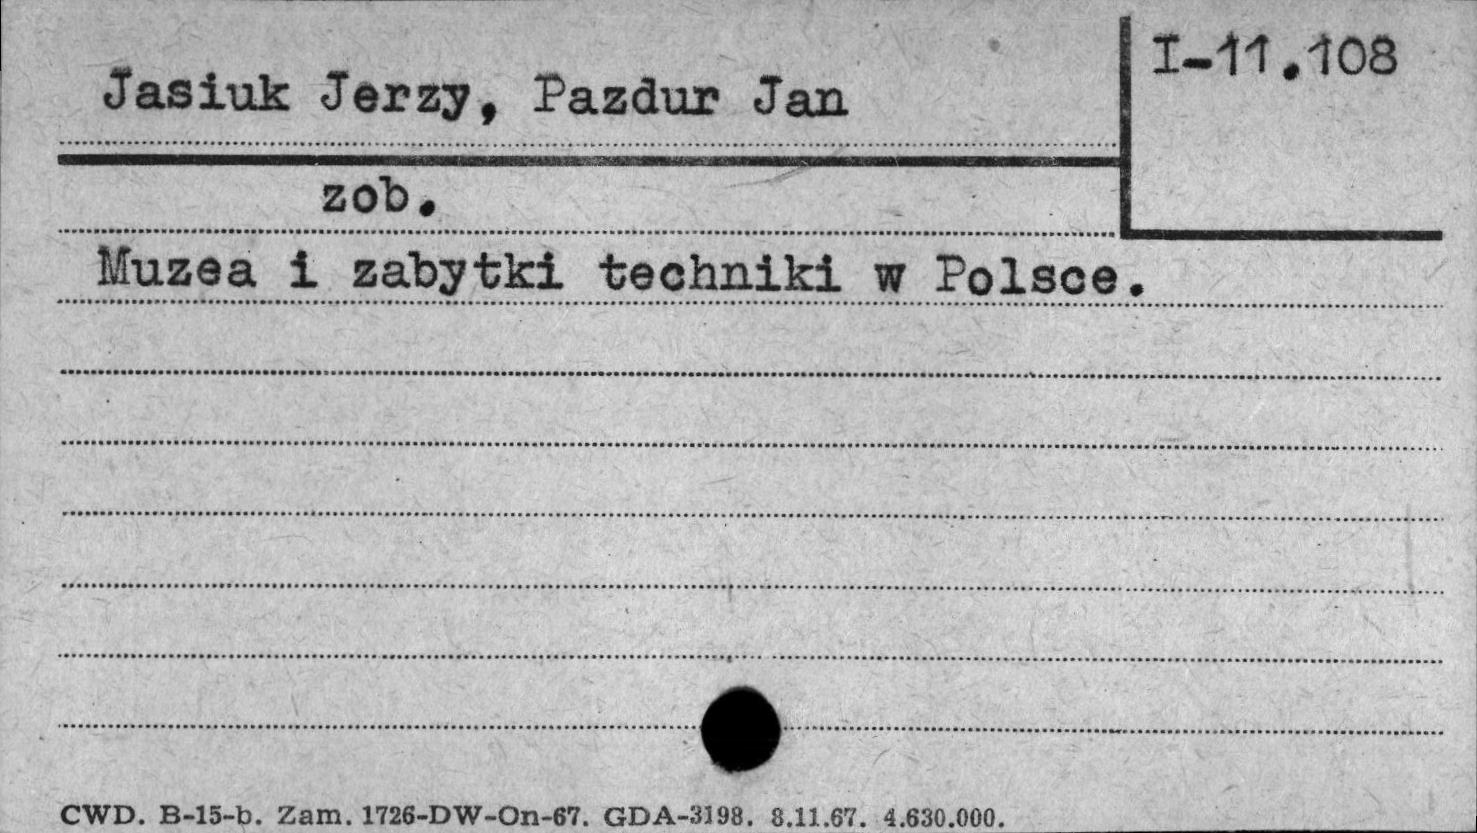 I-11.108
Jasiuk Jerzy, Pazdur Jan
zob.
Muzea i zabytki techniki w Polsce.
CWD. B-15-b. Zam. 1726-DW-On-67. GDA-3198. 8.11.67. 4.630.000.